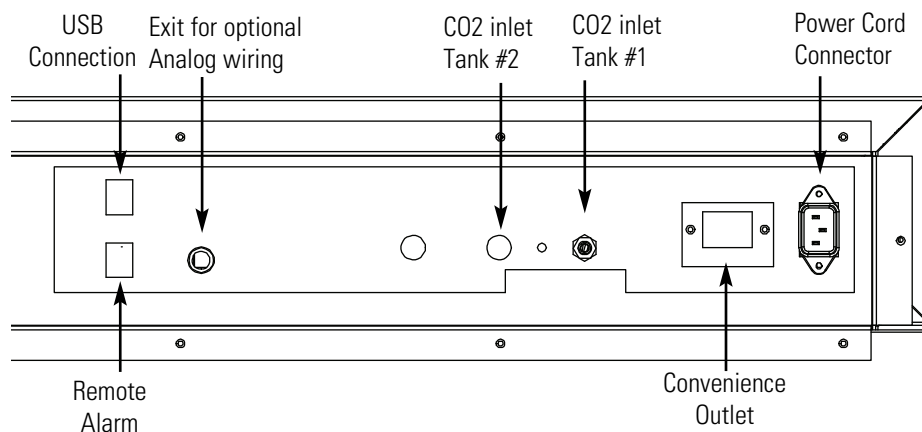 USB
Connection
Exit for optional
Analog wiring
CO2 inlet
Tank #2
CO2 inlet
Tank #1
Power Cord
Connector
Remote
Alarm
Convenience
Outlet